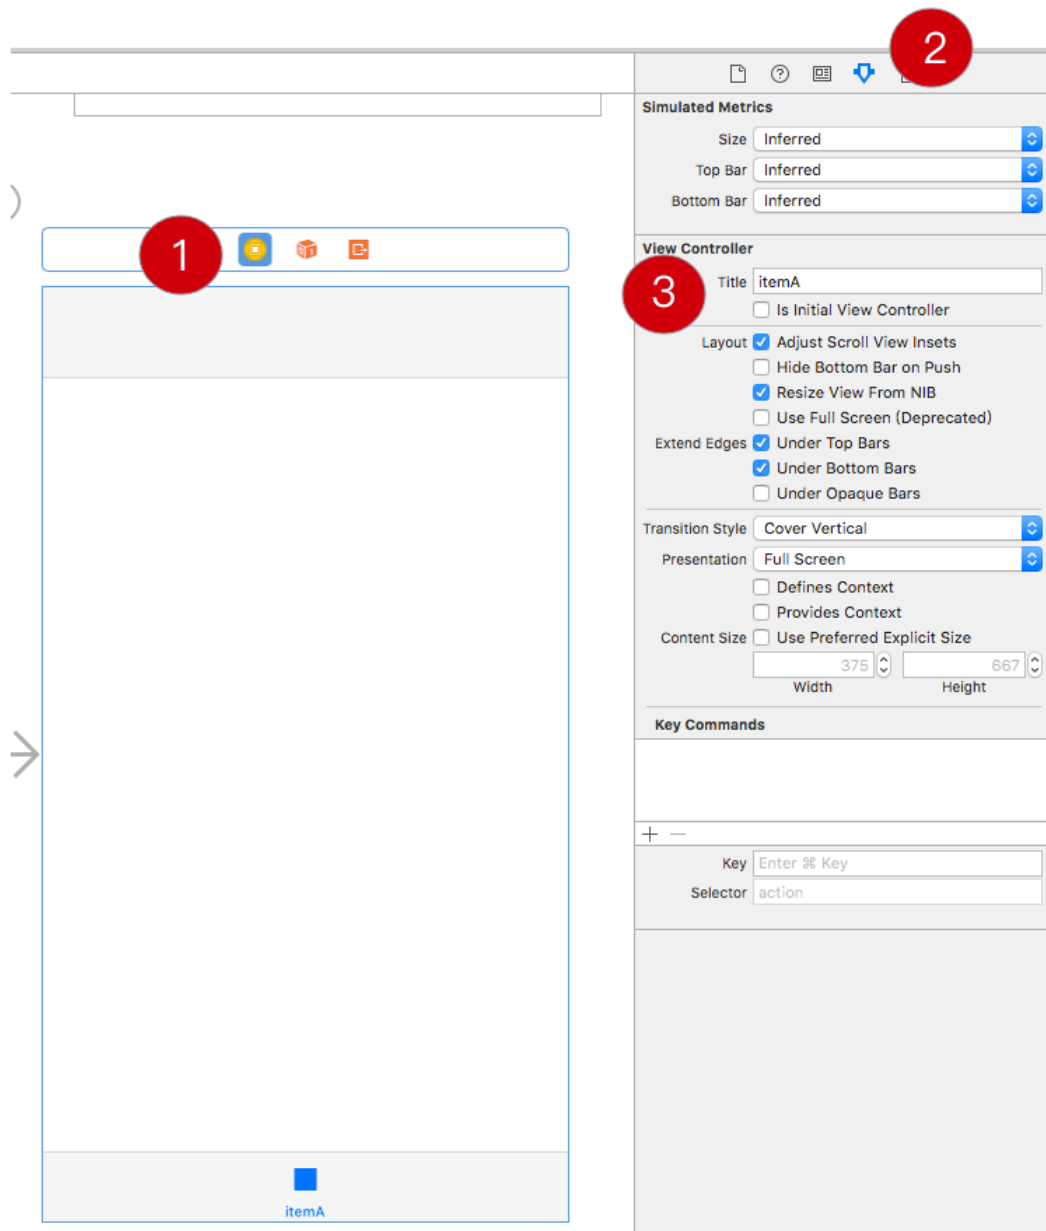 2
Simulated Metrics
Size Inferred
Top Bar Inferred
Bottom Bar Inferred
1
View Controller
3
Title itemA
Is Initial View Controller
Layout Adjust Scroll View Insets
Hide Bottom Bar on Push
Resize View From NIB
Use Full Screen (Deprecated)
Extend Edges Under Top Bars
Under Bottom Bars
Under Opaque Bars
Transition Style Cover Vertical
Presentation Full Screen
Defines Context
Provides Context
Content Size Use Preferred Explicit Size
375 667
Width Height
Key Commands
+ −
Key Enter ⌘ Key
Selector action
itemA